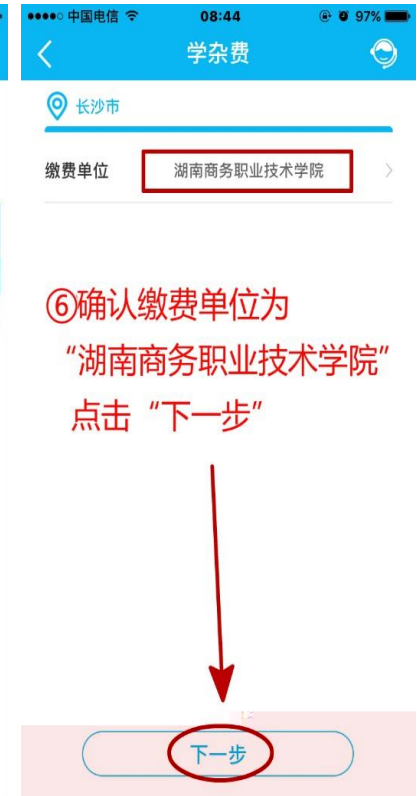 中国电信 08:44 97%
学杂费
长沙市
缴费单位 湖南商务职业技术学院
⑥确认缴费单位为
“湖南商务职业技术学院”
点击“下一步”
下一步